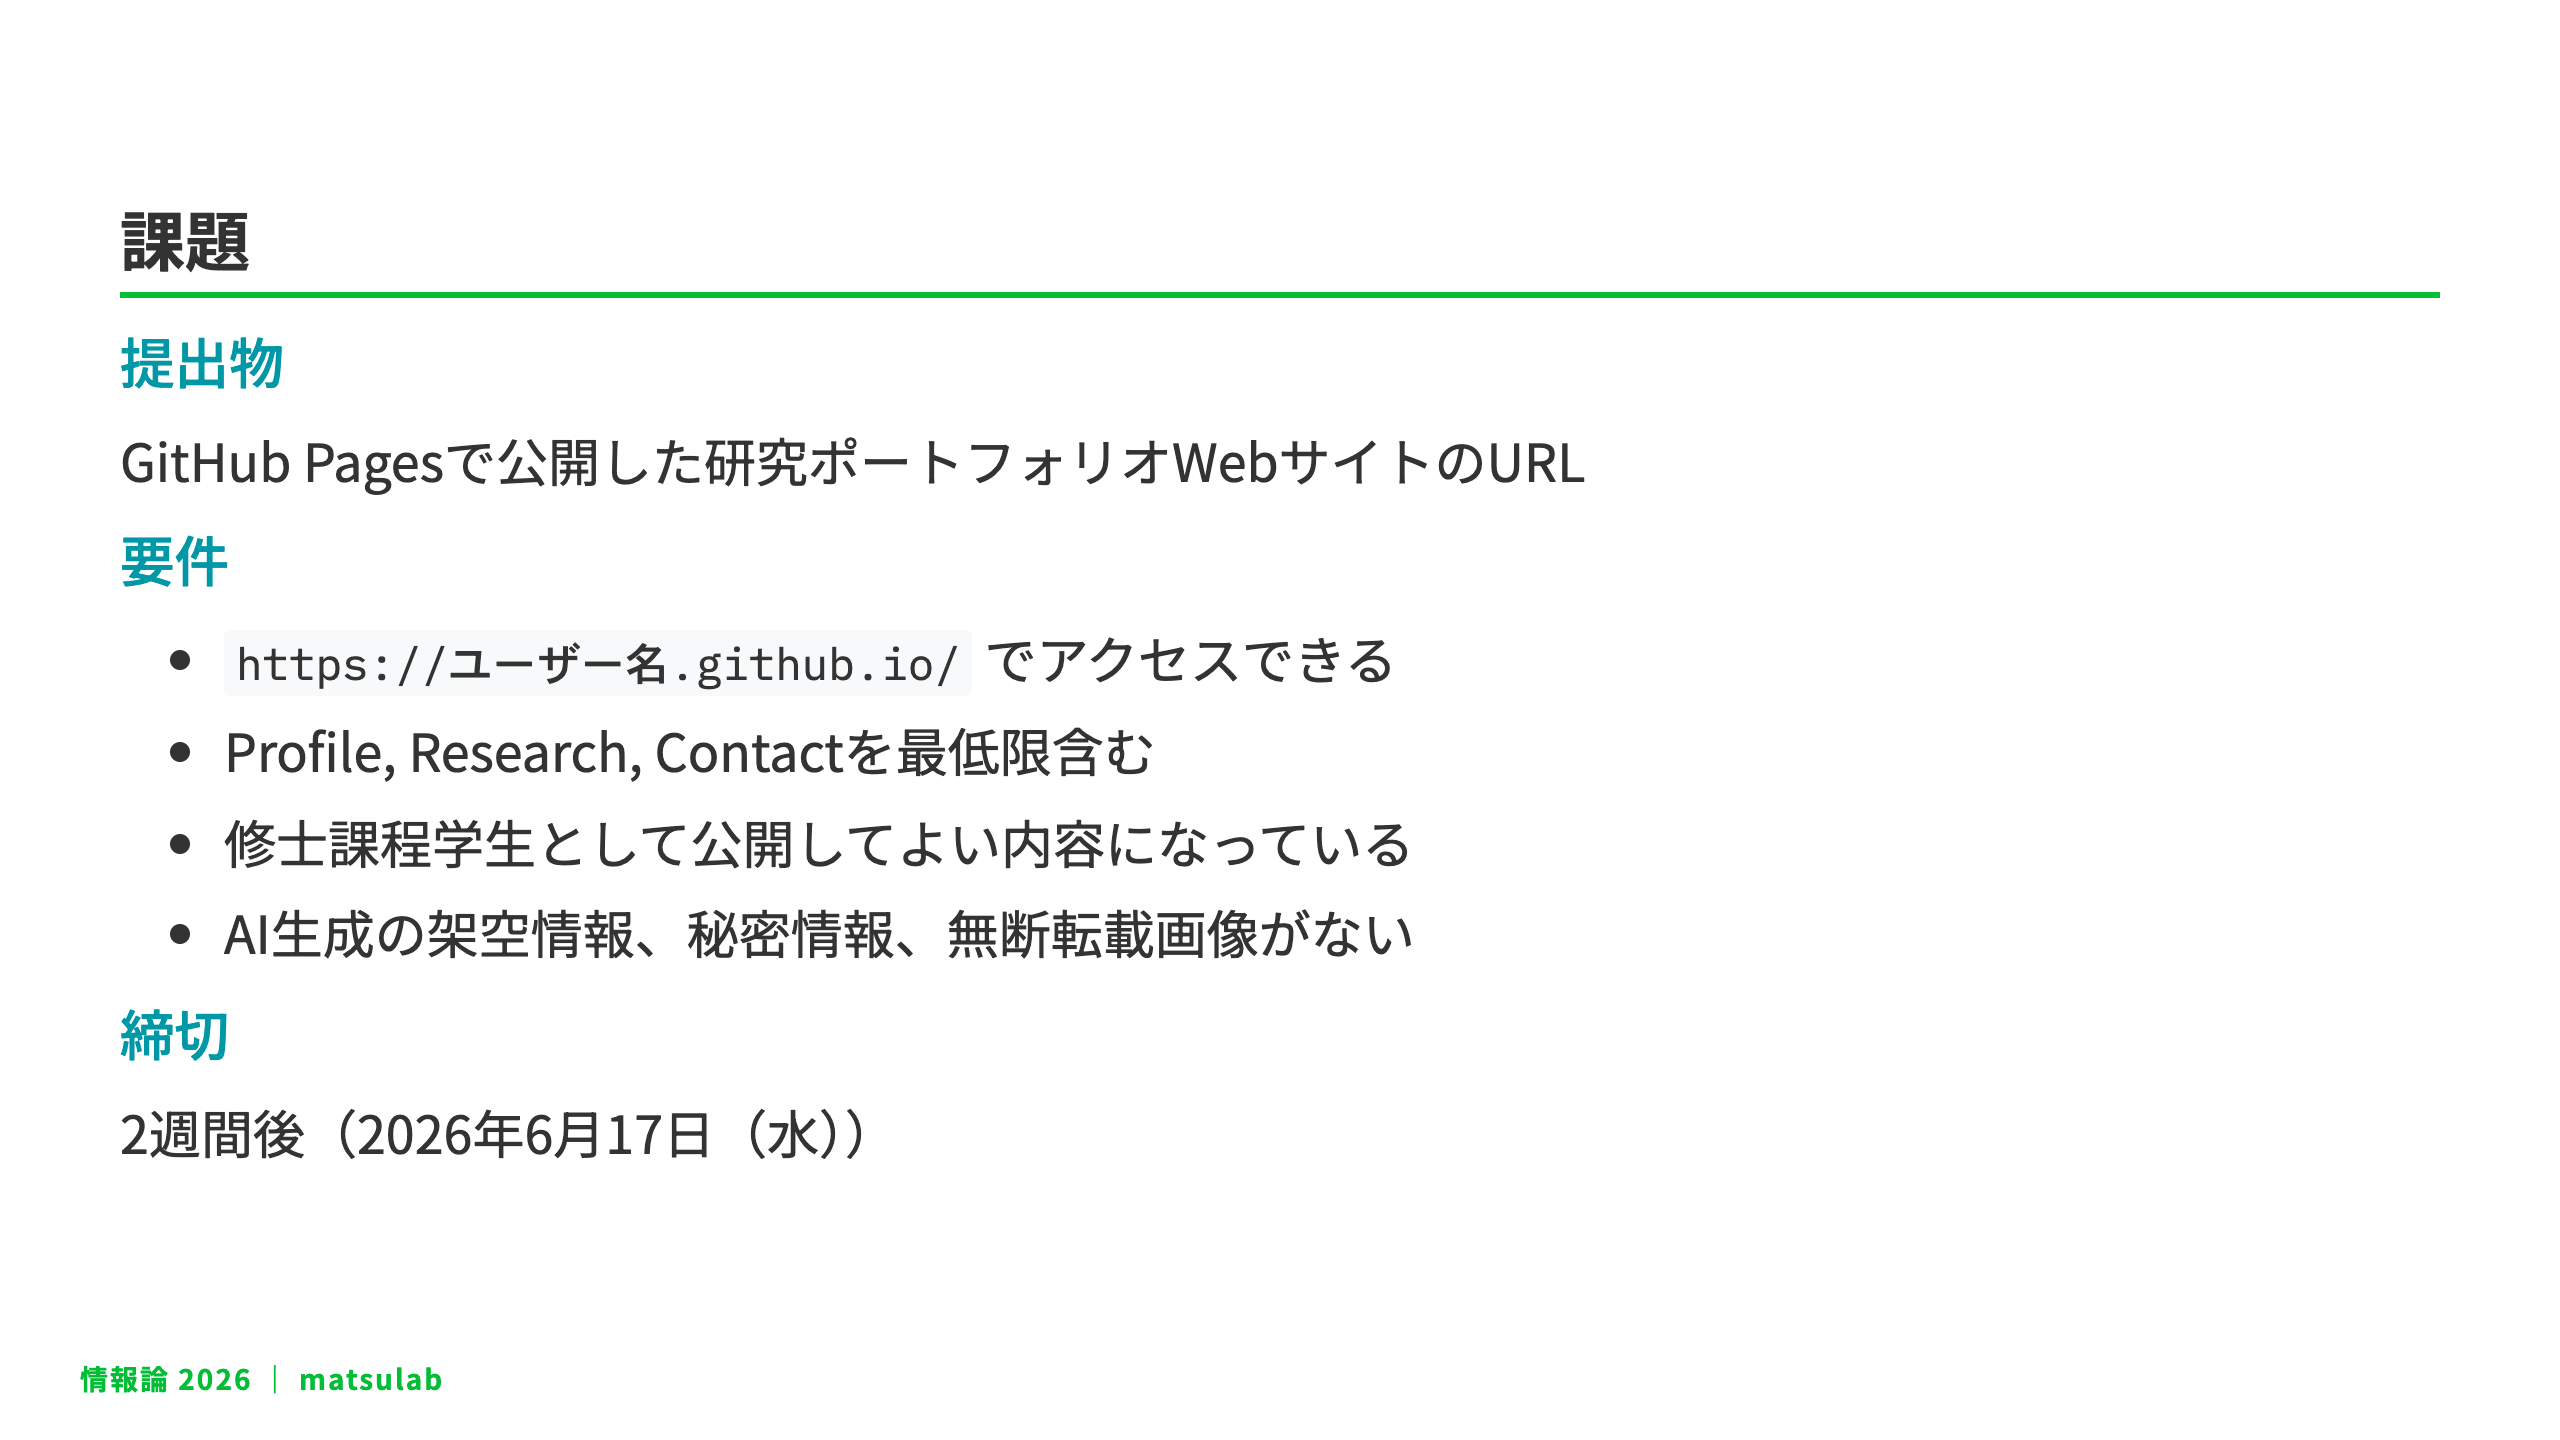 課題
提出物
GitHub Pagesで公開した研究ポートフォリオWebサイトのURL
要件
• https://ユーザー名.github.io/ でアクセスできる
• Profile, Research, Contactを最低限含む
• 修士課程学生として公開してよい内容になっている
• AI生成の架空情報、秘密情報、無断転載画像がない
締切
2週間後（2026年6月17日（水））
情報論 2026 ｜ matsulab